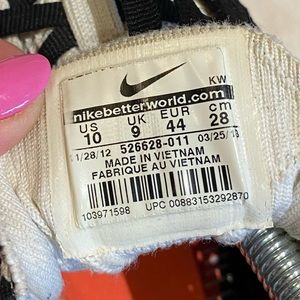 KW
nikebetterworld.com
US UK EUR cm
10 9 44 28
11/28/12 526628-011 03/25/13
MADE IN VIETNAM
FABRIQUE AU VIETNAM
103971598 UPC 00883153292870